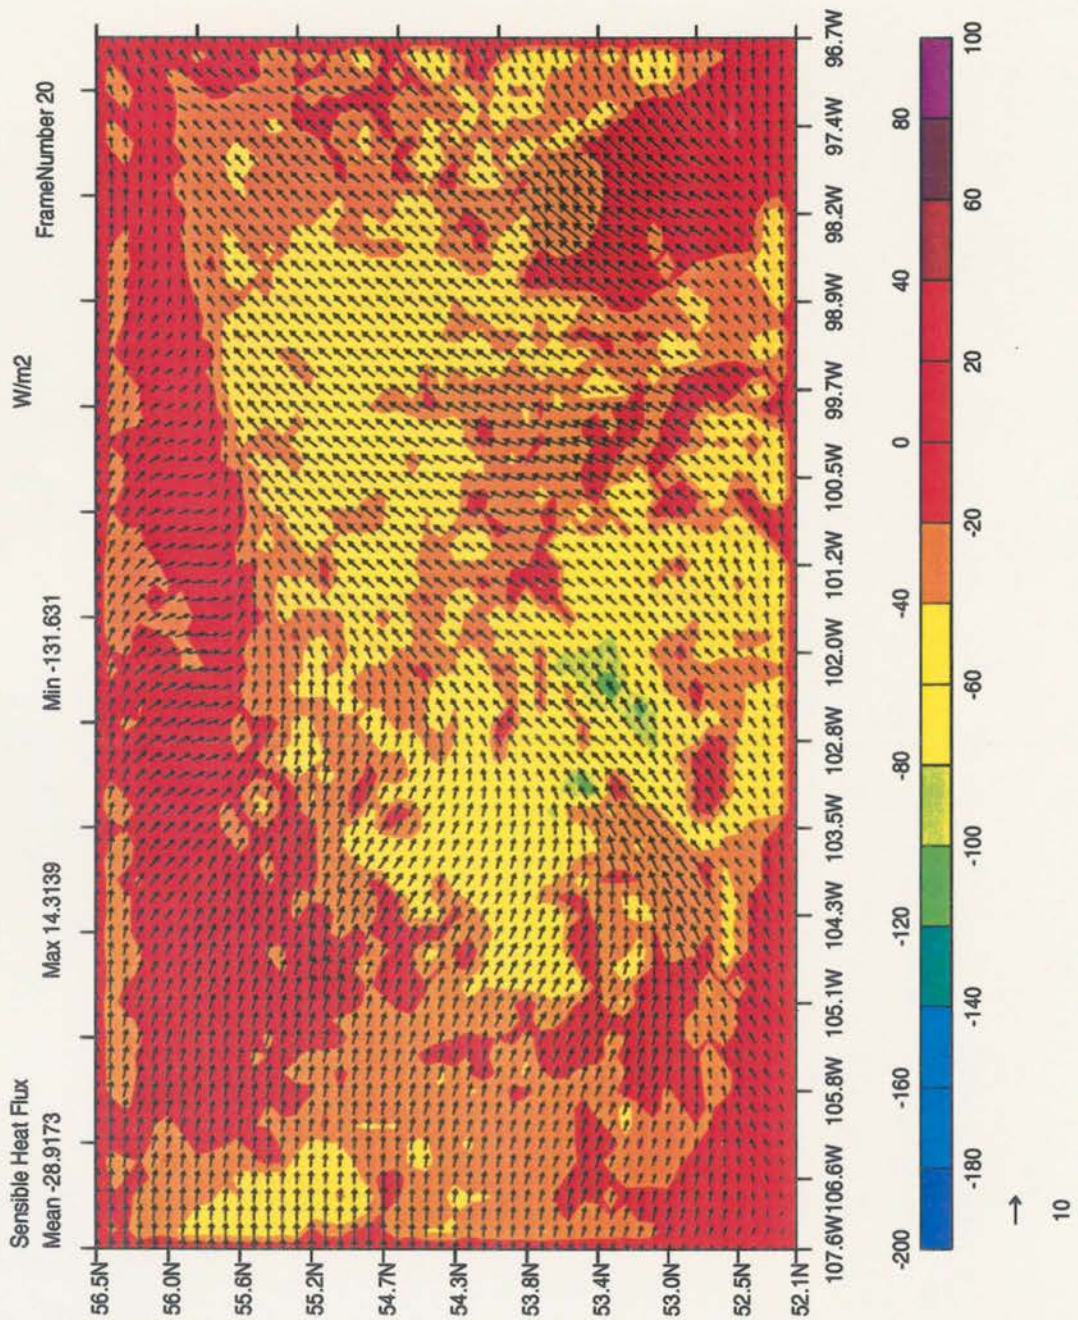 Sensible Heat Flux W/m2
Mean -28.9173 Max 14.3139 Min -131.631 FrameNumber 20
56.5N
56.0N
55.6N
55.2N
54.7N
54.3N
53.8N
53.4N
53.0N
52.5N
52.1N
107.6W 106.6W 105.8W 105.1W 104.3W 103.5W 102.8W 102.0W 101.2W 100.5W 99.7W 98.9W 98.2W 97.4W 96.7W
-200 -180 -160 -140 -120 -100 -80 -60 -40 -20 0 20 40 60 80 100
10